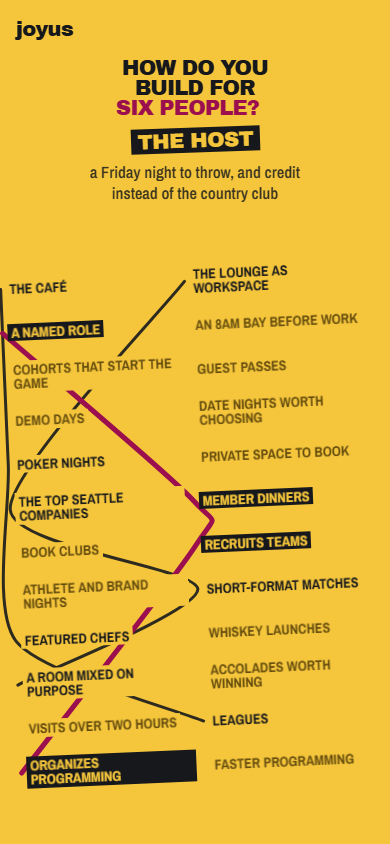 joyus
HOW DO YOU
BUILD FOR
SIX PEOPLE?
THE HOST
a Friday night to throw, and credit
instead of the country club
THE CAFÉ
A NAMED ROLE
COHORTS THAT START THE
GAME
DEMO DAYS
POKER NIGHTS
THE TOP SEATTLE
COMPANIES
BOOK CLUBS
ATHLETE AND BRAND
NIGHTS
FEATURED CHEFS
A ROOM MIXED ON
PURPOSE
VISITS OVER TWO HOURS
ORGANIZES
PROGRAMMING
THE LOUNGE AS
WORKSPACE
AN 8AM BAY BEFORE WORK
GUEST PASSES
DATE NIGHTS WORTH
CHOOSING
PRIVATE SPACE TO BOOK
MEMBER DINNERS
RECRUITS TEAMS
SHORT-FORMAT MATCHES
WHISKEY LAUNCHES
ACCOLADES WORTH
WINNING
LEAGUES
FASTER PROGRAMMING